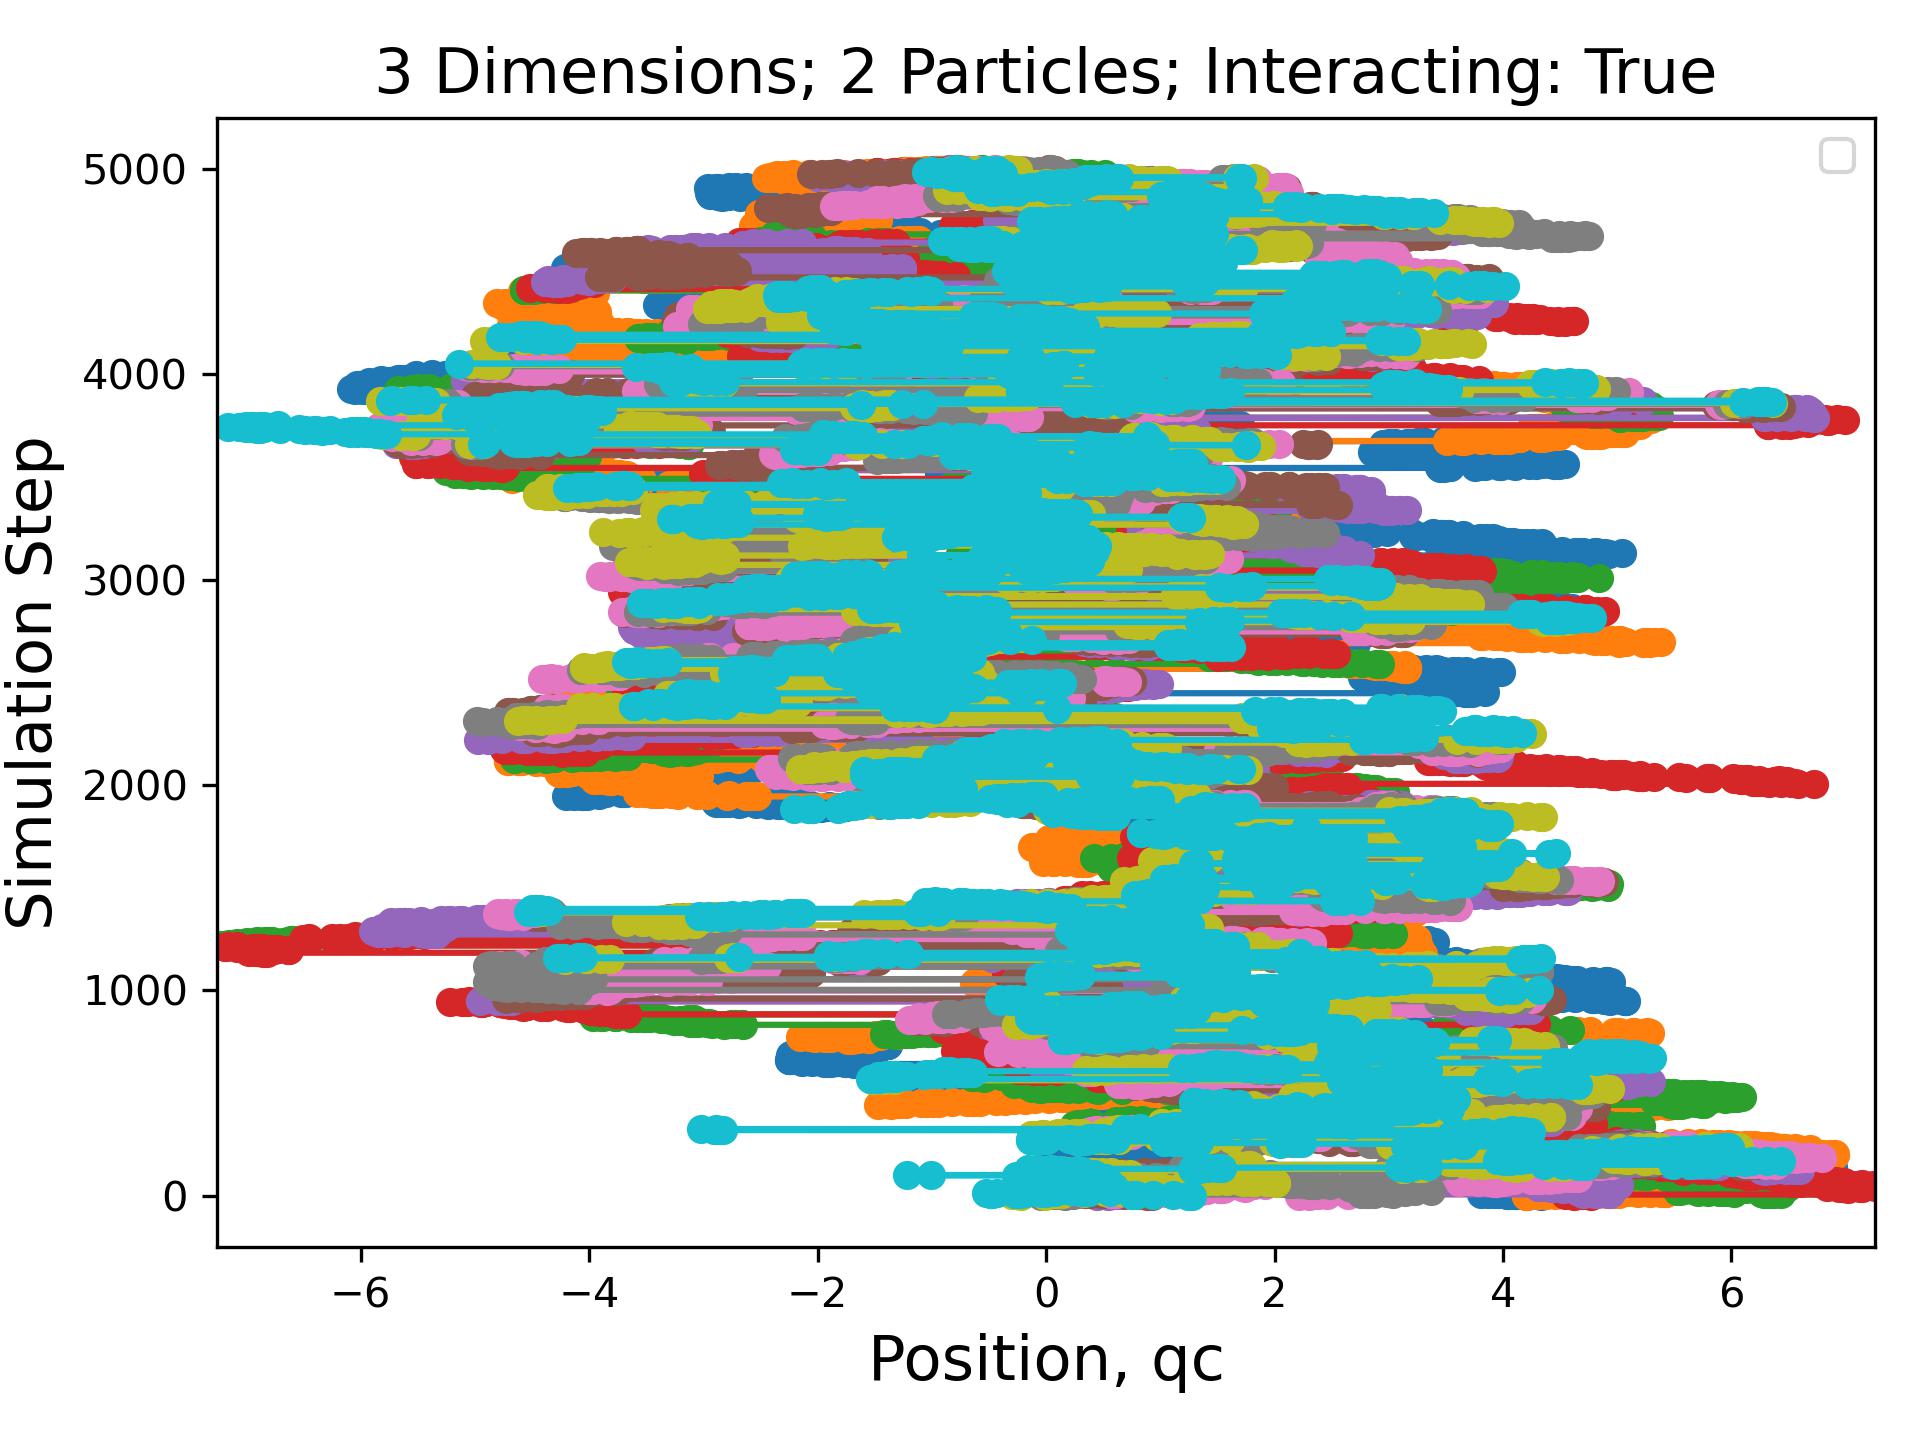 3 Dimensions; 2 Particles; Interacting: True
Simulation Step
5000
4000
3000
2000
1000
0
−6 −4 −2 0 2 4 6
Position, qc